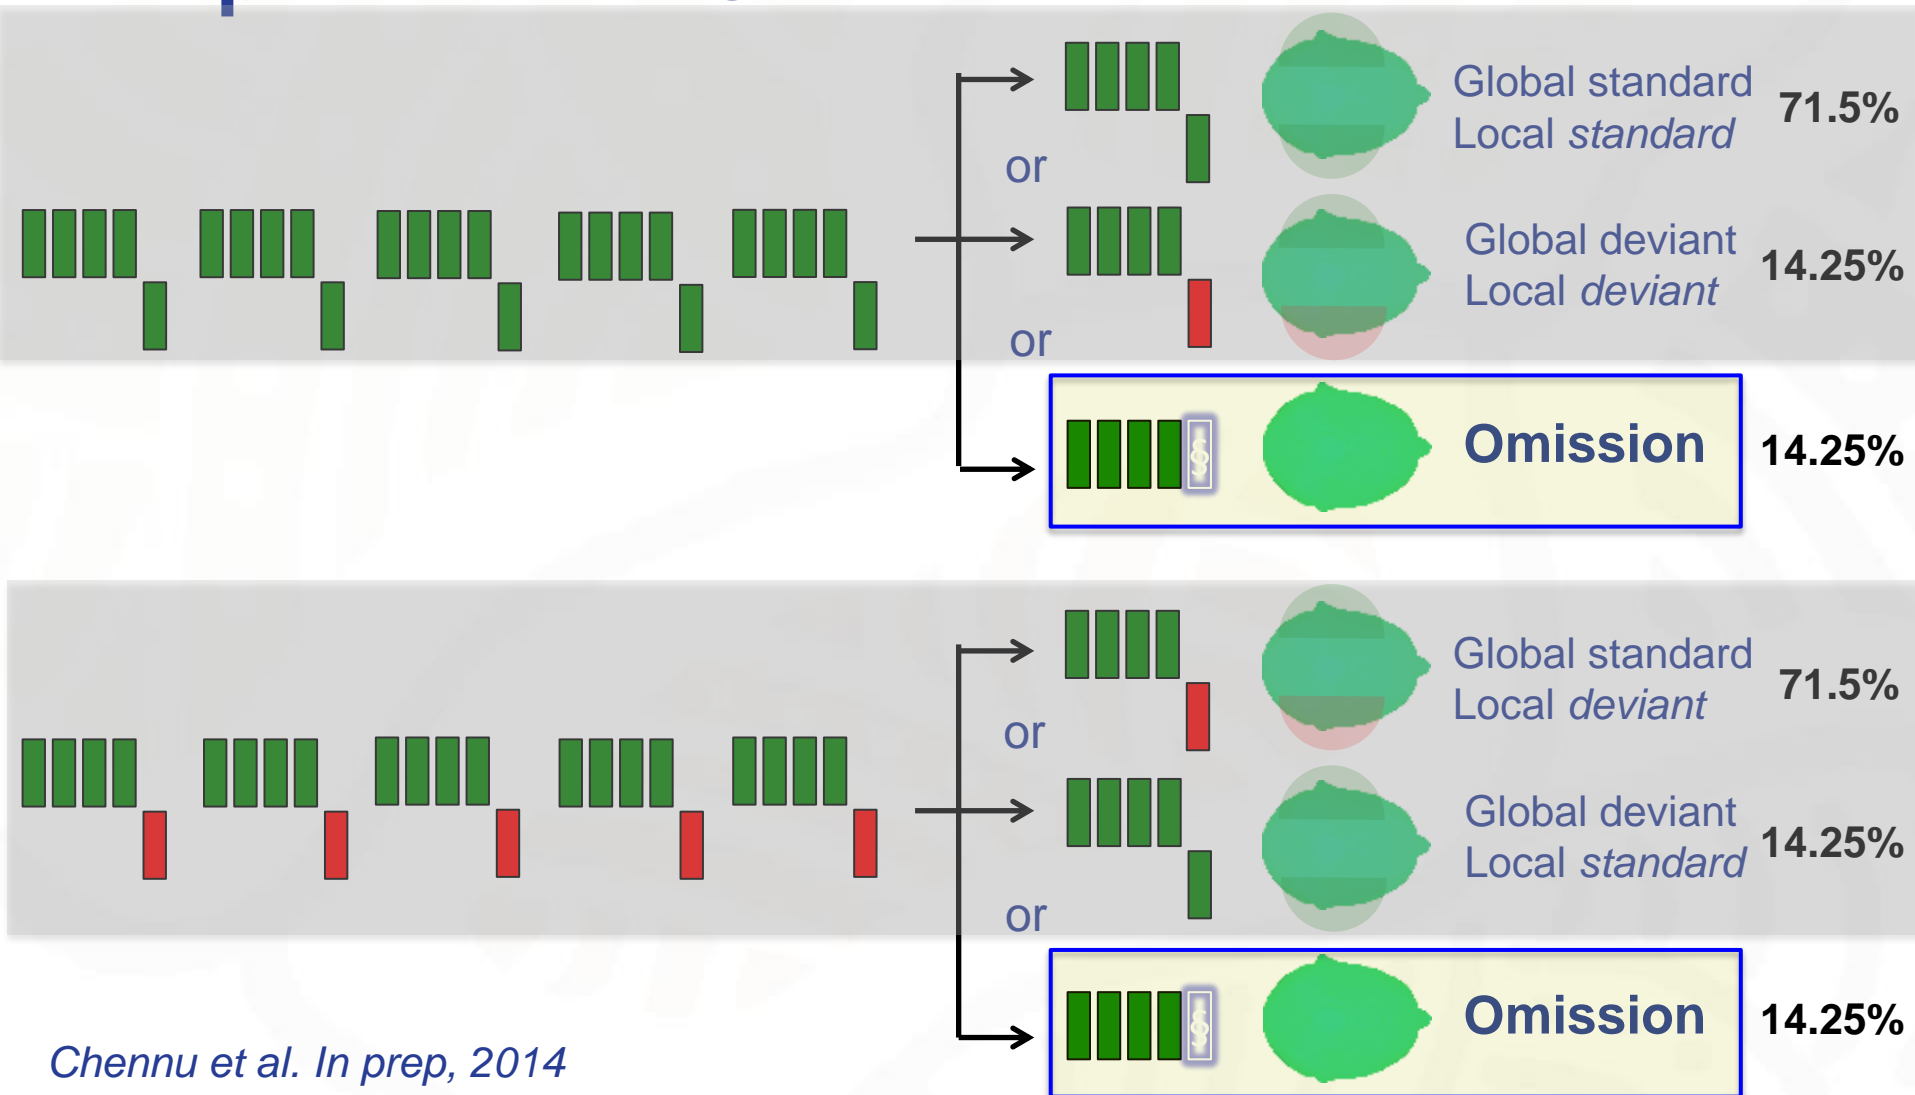 Global standard
Local standard
71.5%
or
Global deviant
Local deviant
14.25%
or
Omission
14.25%
Global standard
Local deviant
71.5%
or
Global deviant
Local standard
14.25%
or
Omission
14.25%
Chennu et al. In prep, 2014